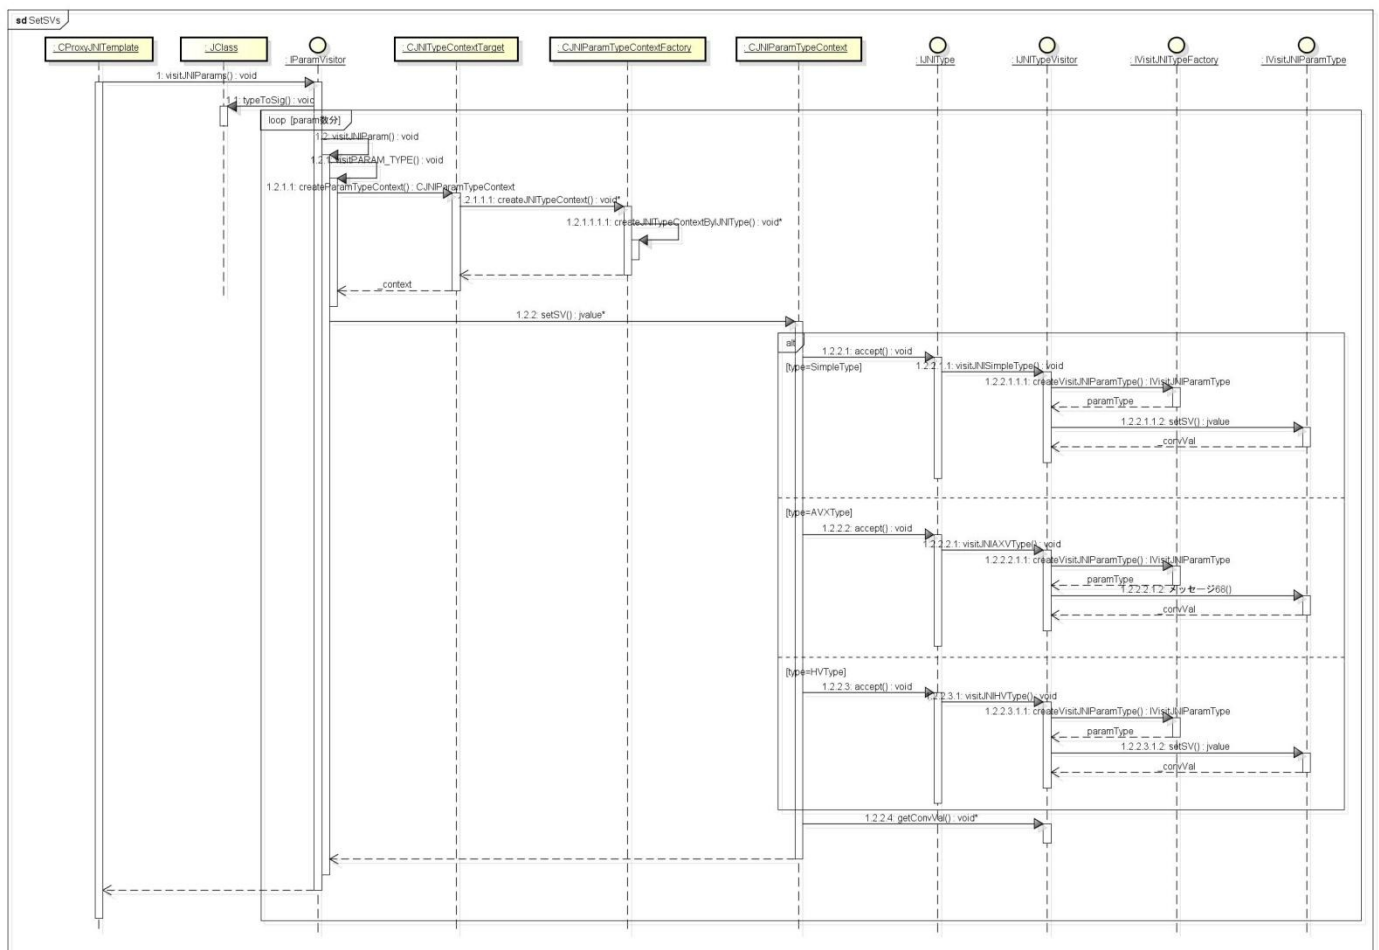 sd SetSVs
: CProxyJNITemplate
: JClass
: IParamVisitor
: CJNITypeContextTarget
: CJNIParamTypeContextFactory
: CJNIParamTypeContext
: IJNIType
: IJNITypeVisitor
: IVisitJNITypeFactory
: IVisitJNIParamType
1: visitJNIParams() : void
1.1: typeToSig() : void
loop [param数分]
1.2: visitJNIParam() : void
1.2.1: visitPARAM_TYPE() : void
1.2.1.1: createParamTypeContext() : CJNIParamTypeContext
1.2.1.1.1: createJNITypeContext() : void*
1.2.1.1.1.1: createJNITypeContextByIJNIType() : void*
_context
1.2.2: setSV() : jvalue*
alt
1.2.2.1: accept() : void
[type=SimpleType]
1.2.2.1.1: visitJNISimpleType() : void
1.2.2.1.1.1: createVisitJNIParamType() : IVisitJNIParamType
paramType
1.2.2.1.1.2: setSV() : jvalue
_convVal
[type=AVXType]
1.2.2.2: accept() : void
1.2.2.2.1: visitJNIAXVType() : void
1.2.2.2.1.1: createVisitJNIParamType() : IVisitJNIParamType
paramType
1.2.2.2.1.2: メッセージ68()
_convVal
[type=HVType]
1.2.2.3: accept() : void
1.2.2.3.1: visitJNIHVType() : void
1.2.2.3.1.1: createVisitJNIParamType() : IVisitJNIParamType
paramType
1.2.2.3.1.2: setSV() : jvalue
_convVal
1.2.2.4: getConvVal() : void*